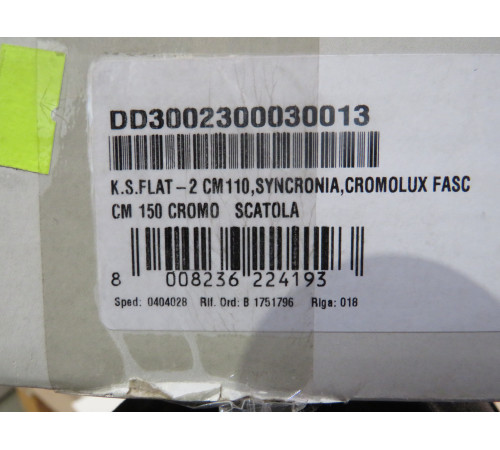 DD3002300030013
K.S.FLAT-2 CM110,SYNCRONIA,CROMOLUX FASC
CM 150 CROMO SCATOLA
8 008236 224193
Sped: 0404028 Rif. Ord: B 1751796 Riga: 018